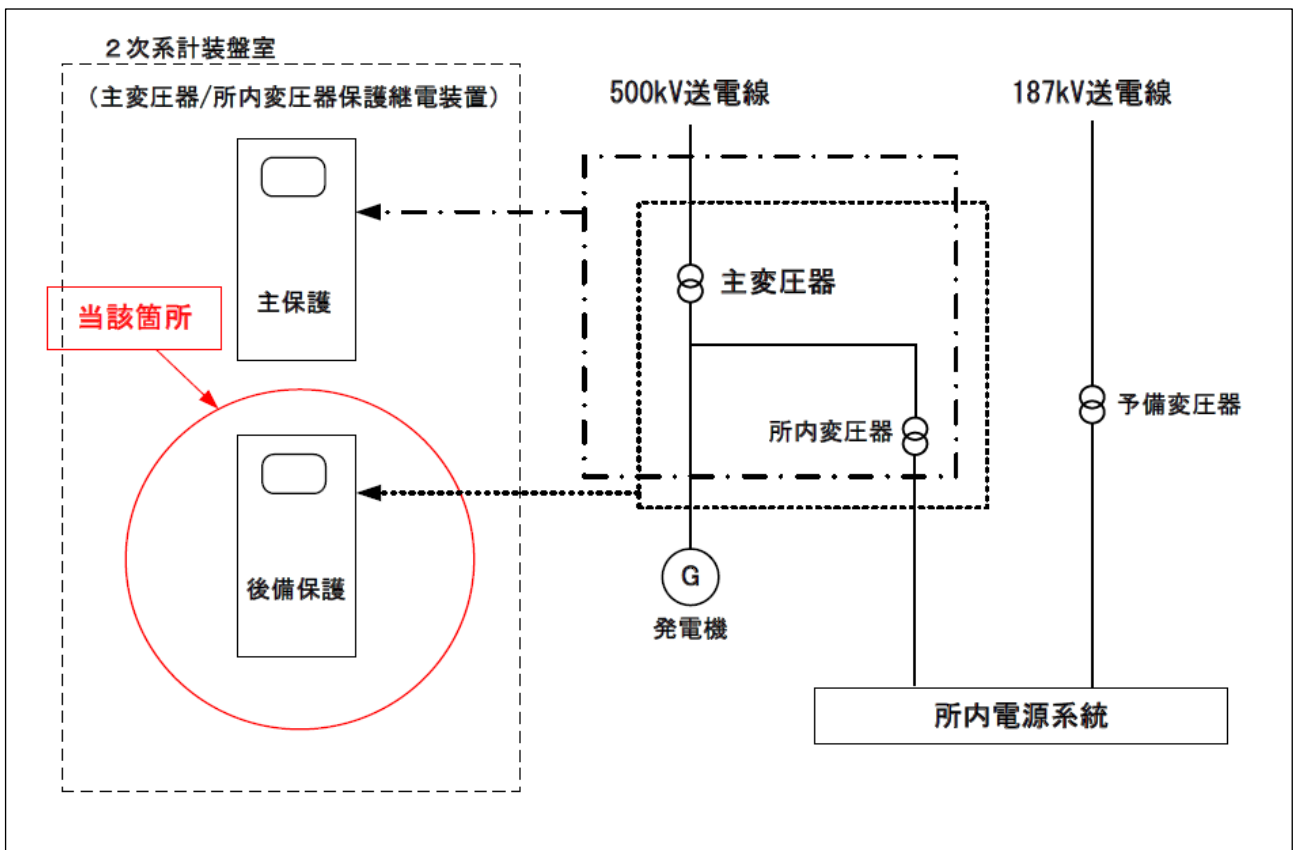 ２次系計装盤室
（主変圧器/所内変圧器保護継電装置）
500kV送電線
187kV送電線
主保護
当該箇所
主変圧器
所内変圧器
予備変圧器
後備保護
G
発電機
所内電源系統